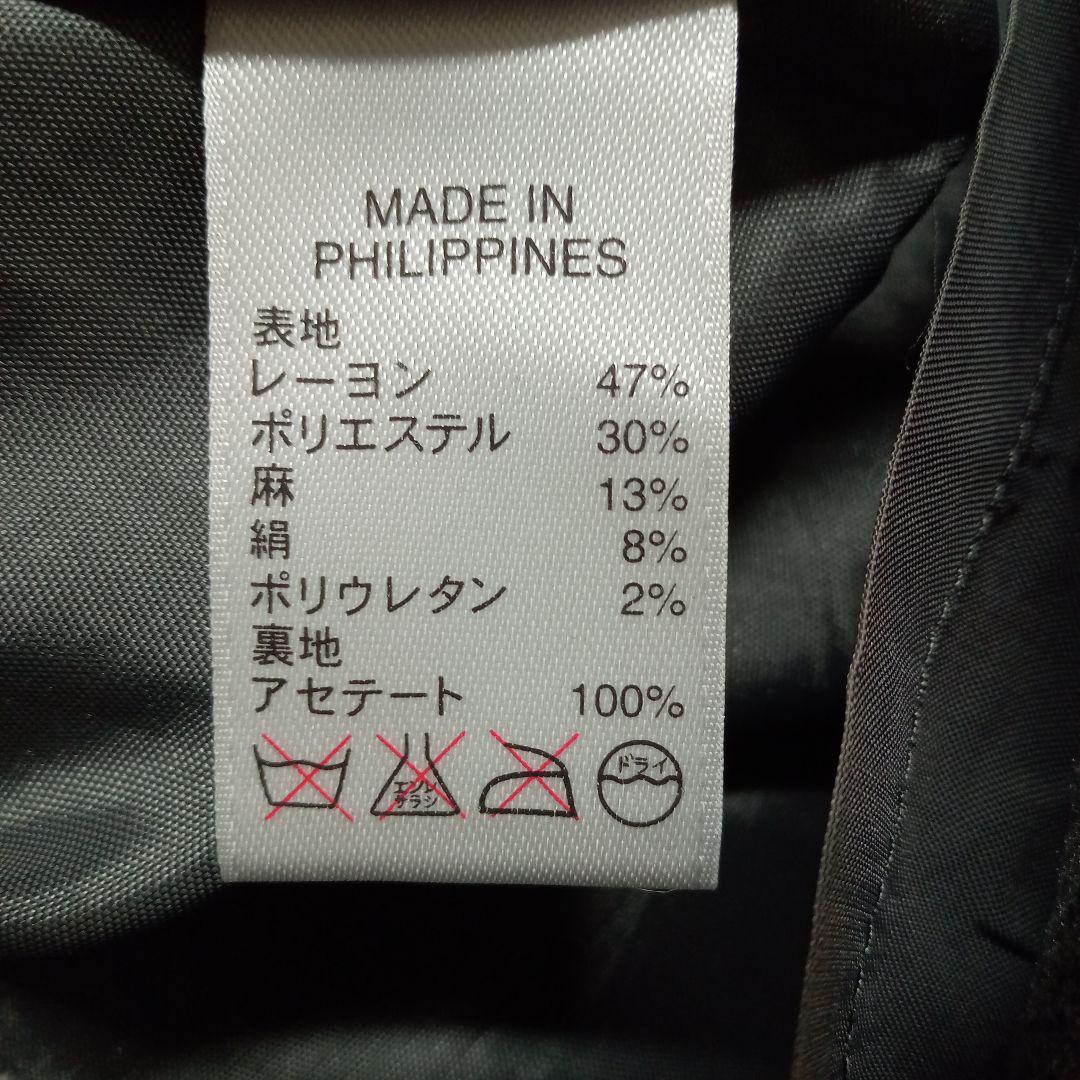 MADE IN
PHILIPPINES
表地
レーヨン 47%
ポリエステル 30%
麻 13%
絹 8%
ポリウレタン 2%
裏地
アセテート 100%
エンソ
サラシ
ドライ